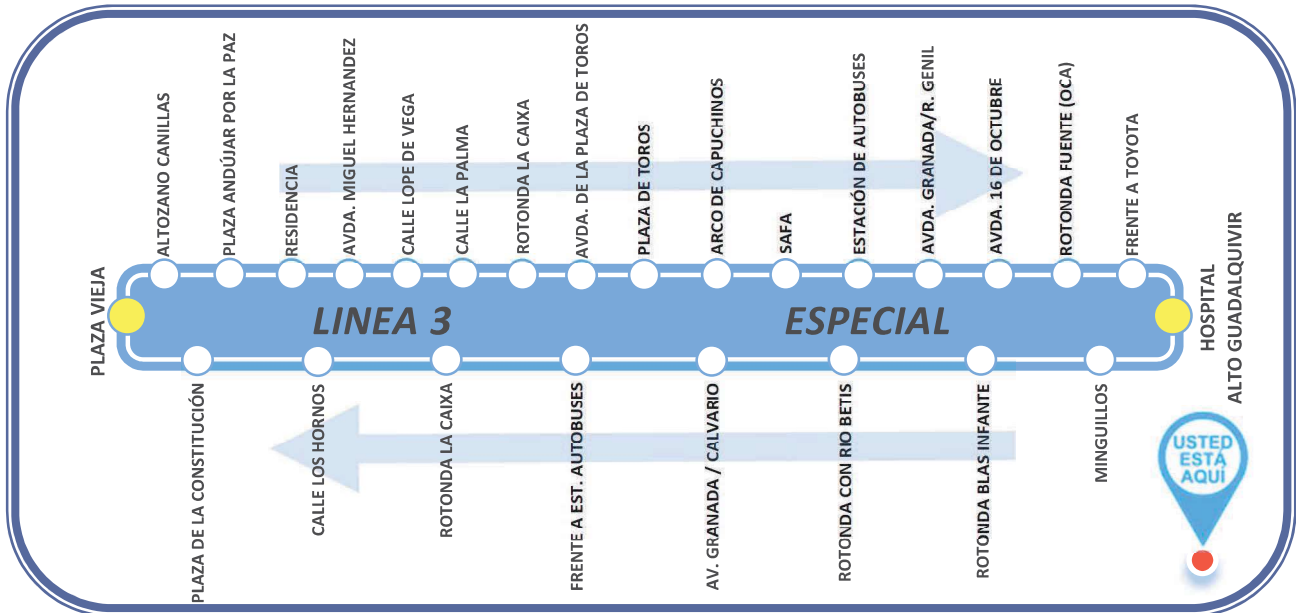 ALTOZANO CANILLAS
PLAZA ANDÚJAR POR LA PAZ
RESIDENCIA
AVDA. MIGUEL HERNANDEZ
CALLE LOPE DE VEGA
CALLE LA PALMA
ROTONDA LA CAIXA
AVDA. DE LA PLAZA DE TOROS
PLAZA DE TOROS
ARCO DE CAPUCHINOS
SAFA
ESTACIÓN DE AUTOBUSES
AVDA. GRANADA/R. GENIL
AVDA. 16 DE OCTUBRE
ROTONDA FUENTE (OCA)
FRENTE A TOYOTA
PLAZA VIEJA
LINEA 3
ESPECIAL
HOSPITAL
ALTO GUADALQUIVIR
PLAZA DE LA CONSTITUCIÓN
CALLE LOS HORNOS
ROTONDA LA CAIXA
FRENTE A EST. AUTOBUSES
AV. GRANADA / CALVARIO
ROTONDA CON RIO BETIS
ROTONDA BLAS INFANTE
MINGUILLOS
USTED
ESTÁ
AQUÍ